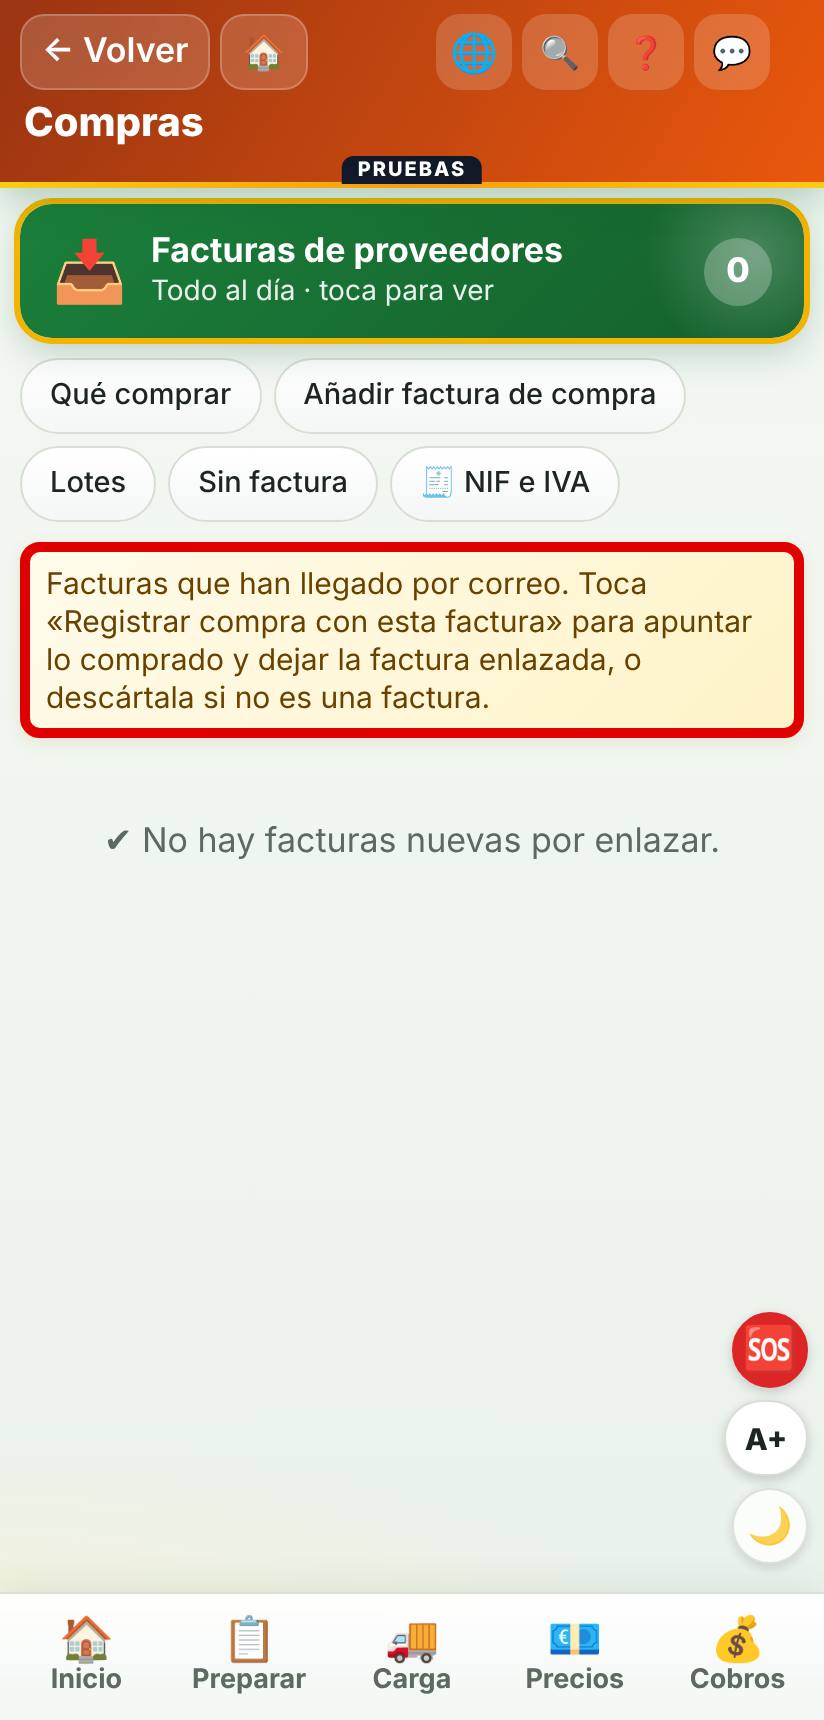 ← Volver
Compras
PRUEBAS
Facturas de proveedores
Todo al día · toca para ver
0
Qué comprar
Añadir factura de compra
Lotes
Sin factura
NIF e IVA
Facturas que han llegado por correo. Toca
«Registrar compra con esta factura» para apuntar
lo comprado y dejar la factura enlazada, o
descártala si no es una factura.
✔ No hay facturas nuevas por enlazar.
SOS
A+
Inicio
Preparar
Carga
Precios
Cobros